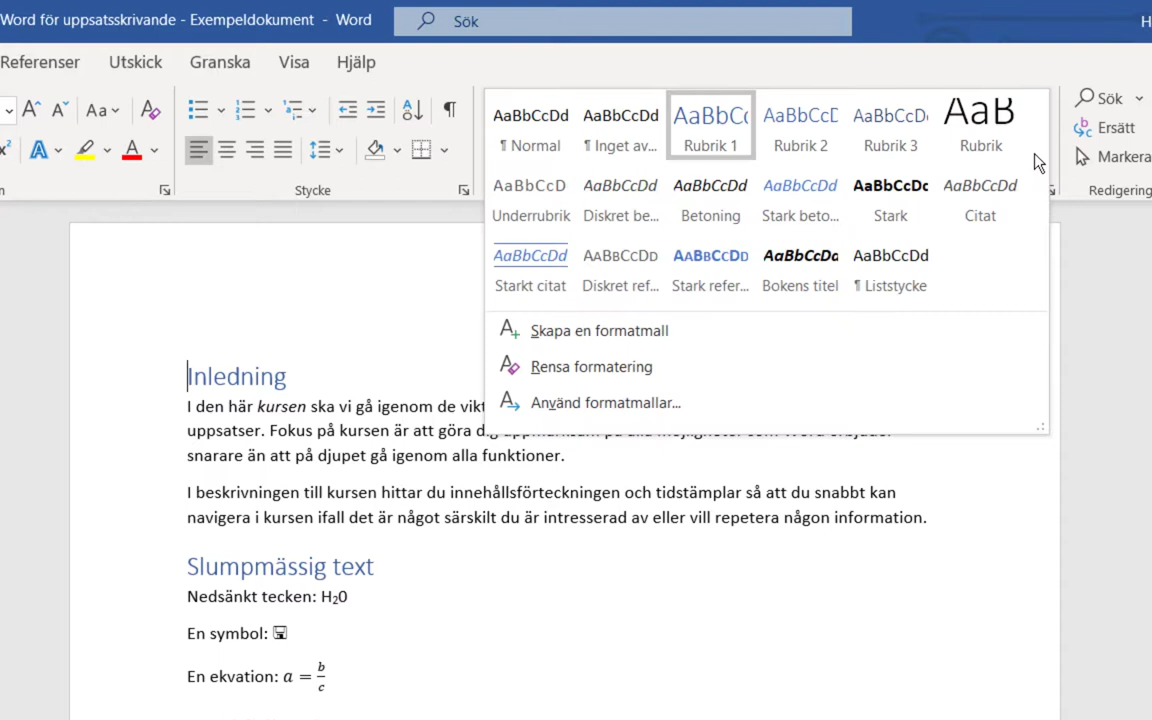 Word för uppsatsskrivande - Exempeldokument - Word
Sök
H
Referenser
Utskick
Granska
Visa
Hjälp
Aa
Stycke
AaBbCcDd
¶ Normal
AaBbCcDd
¶ Inget av...
AaBbCc
Rubrik 1
AaBbCcD
Rubrik 2
AaBbCcDd
Rubrik 3
AaB
Rubrik
AaBbCcD
Underrubrik
AaBbCcDd
Diskret be...
AaBbCcDd
Betoning
AaBbCcDd
Stark beto...
AaBbCcDd
Stark
AaBbCcDd
Citat
AaBbCcDd
Starkt citat
AaBbCcDd
Diskret ref...
AaBbCcDd
Stark refer...
AaBbCcDd
Bokens titel
AaBbCcDd
¶ Liststycke
Skapa en formatmall
Rensa formatering
Använd formatmallar...
Sök
Ersätt
Markera
Redigering
Inledning
I den här kursen ska vi gå igenom de vikt
uppsatser. Fokus på kursen är att göra
snarare än att på djupet gå igenom alla funktioner.
I beskrivningen till kursen hittar du innehållsförteckningen och tidstämplar så att du snabbt kan
navigera i kursen ifall det är något särskilt du är intresserad av eller vill repetera någon information.
Slumpmässig text
Nedsänkt tecken: H₂0
En symbol: 🖫
En ekvation: a = b/c